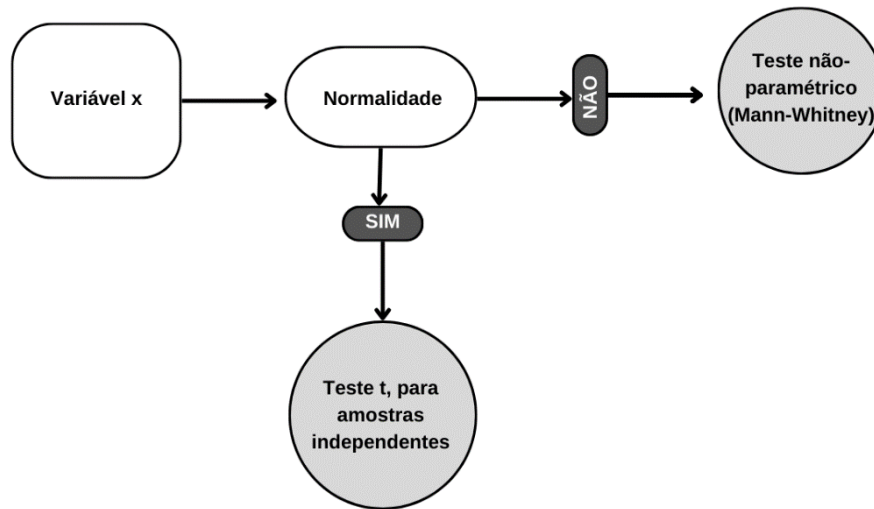 Variável x
Normalidade
NÃO
Teste não-
paramétrico
(Mann-Whitney)
SIM
Teste t, para
amostras
independentes